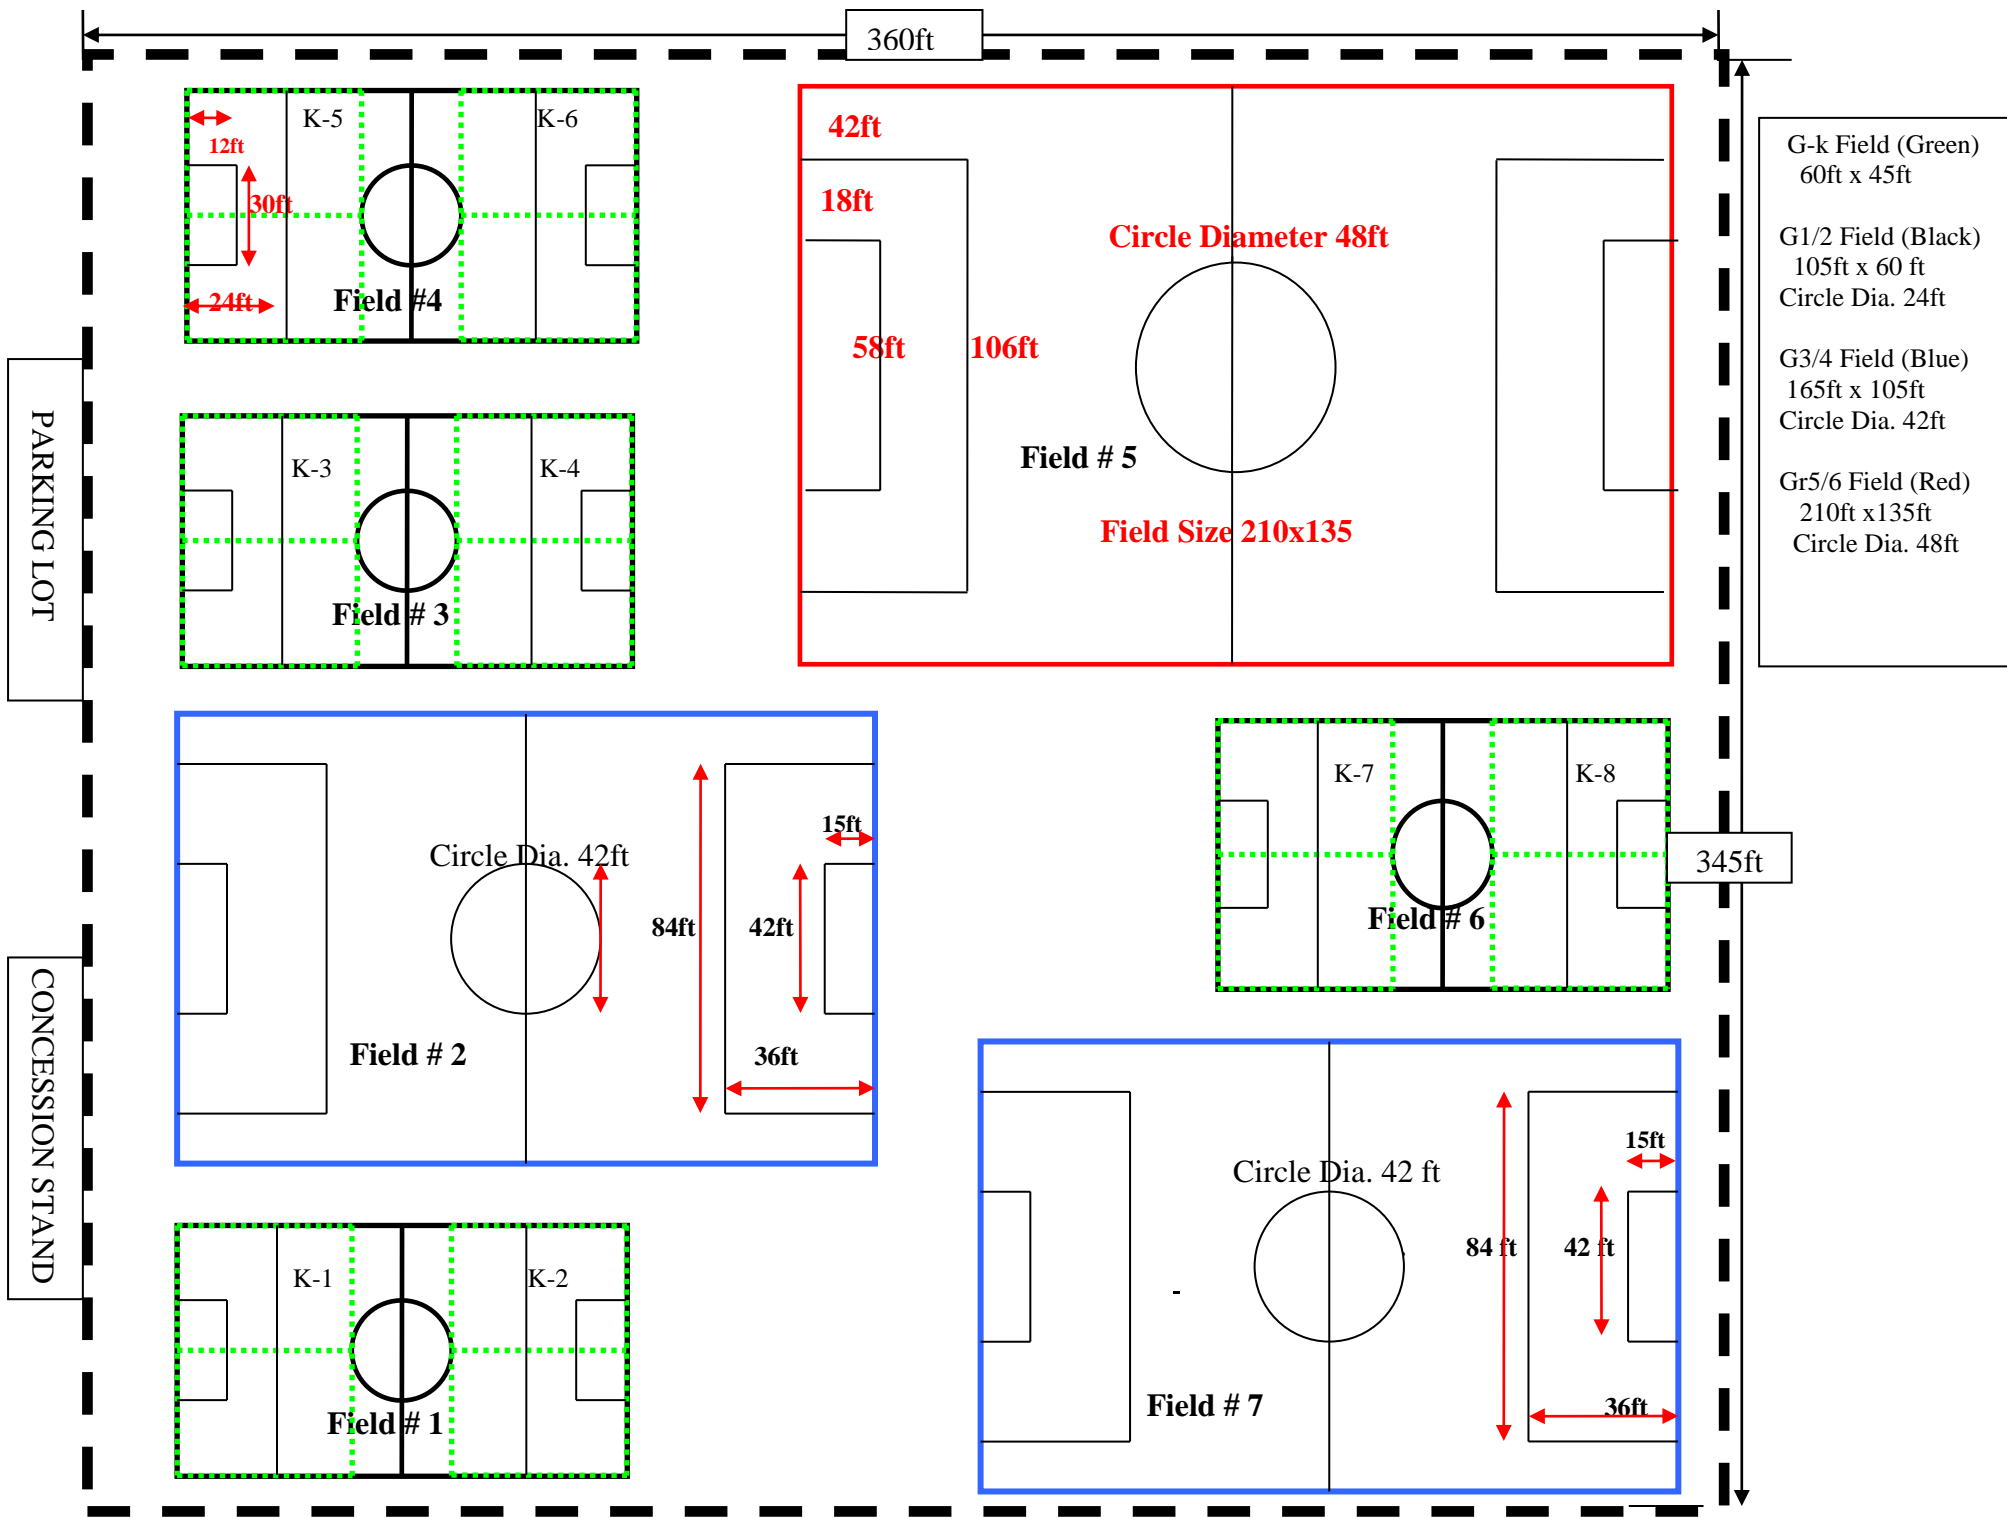 360ft
K-5
K-6
12ft
30ft
24ft
Field #4
42ft
18ft
Circle Diameter 48ft
58ft
106ft
Field # 5
Field Size 210x135
G-k Field (Green)
60ft x 45ft
G1/2 Field (Black)
105ft x 60 ft
Circle Dia. 24ft
G3/4 Field (Blue)
165ft x 105ft
Circle Dia. 42ft
Gr5/6 Field (Red)
210ft x135ft
Circle Dia. 48ft
PARKING LOT
K-3
K-4
Field # 3
Circle Dia. 42ft
84ft
42ft
15ft
36ft
Field # 2
K-7
K-8
Field # 6
345ft
CONCESSION STAND
K-1
K-2
Field # 1
Circle Dia. 42 ft
15ft
84 ft
42 ft
-
36ft
Field # 7